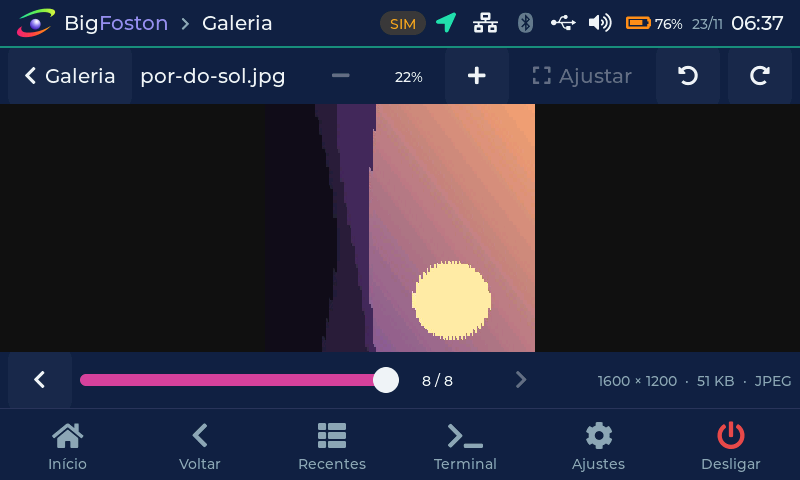 BigFoston > Galeria SIM 76% 23/11 06:37
Galeria por-do-sol.jpg 22% Ajustar
8 / 8 1600 × 1200 · 51 KB · JPEG
Início Voltar Recentes Terminal Ajustes Desligar